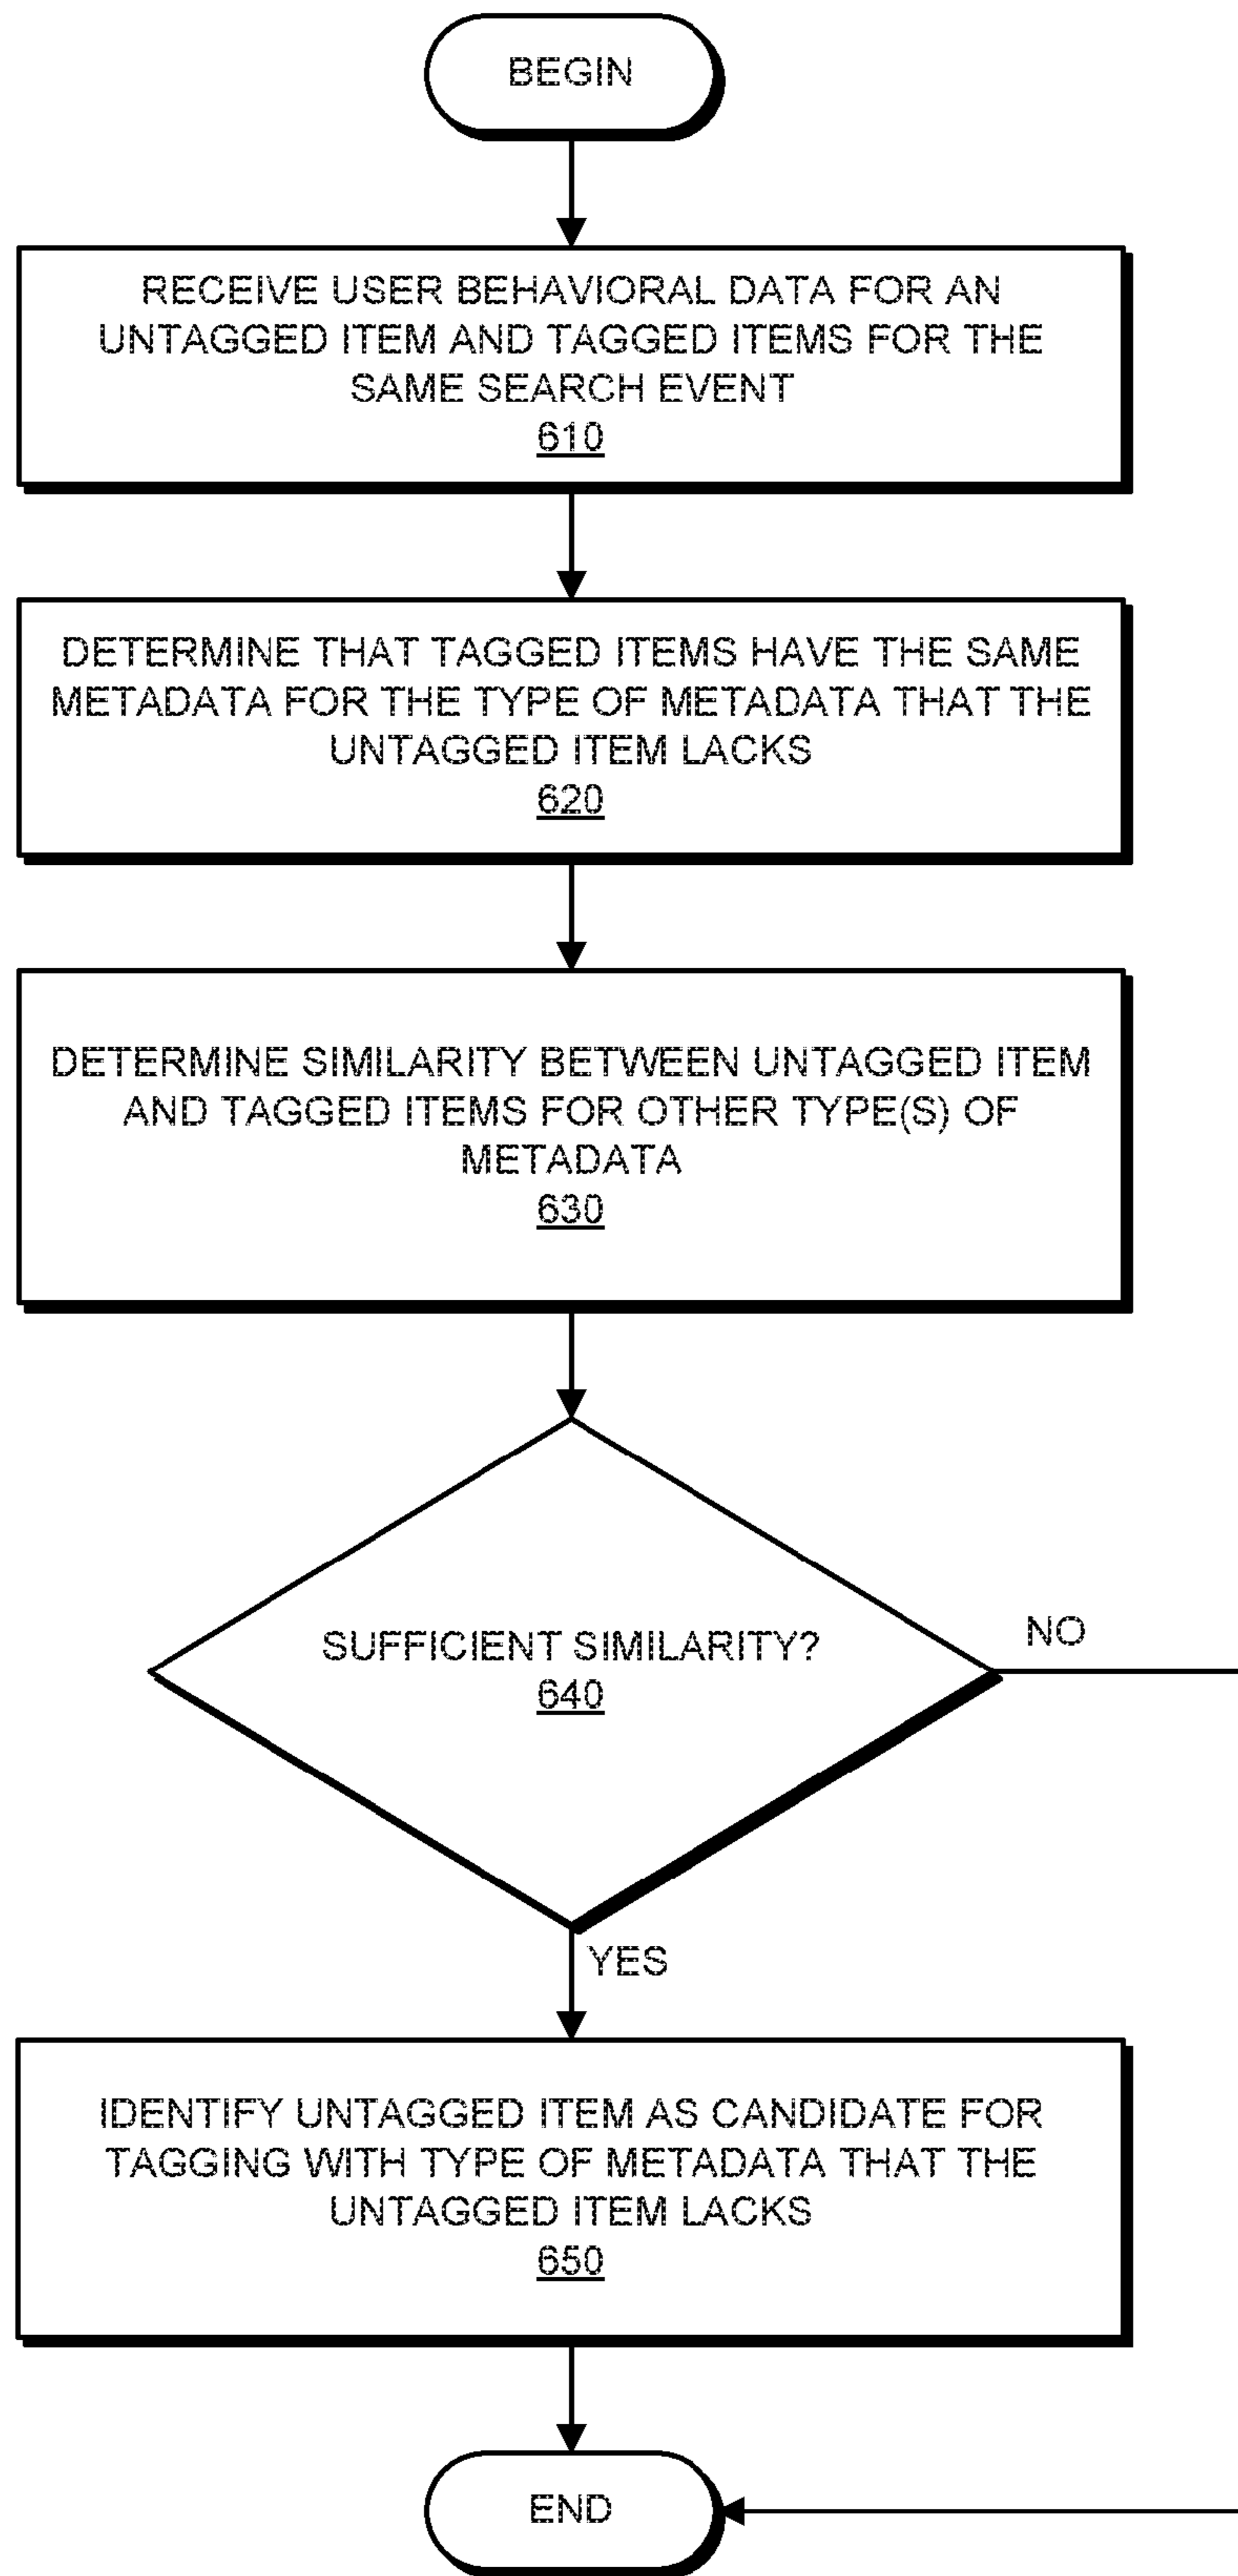 BEGIN
RECEIVE USER BEHAVIORAL DATA FOR AN
UNTAGGED ITEM AND TAGGED ITEMS FOR THE
SAME SEARCH EVENT
610
DETERMINE THAT TAGGED ITEMS HAVE THE SAME
METADATA FOR THE TYPE OF METADATA THAT THE
UNTAGGED ITEM LACKS
620
DETERMINE SIMILARITY BETWEEN UNTAGGED ITEM
AND TAGGED ITEMS FOR OTHER TYPE(S) OF
METADATA
630
SUFFICIENT SIMILARITY?
640
NO
YES
IDENTIFY UNTAGGED ITEM AS CANDIDATE FOR
TAGGING WITH TYPE OF METADATA THAT THE
UNTAGGED ITEM LACKS
650
END